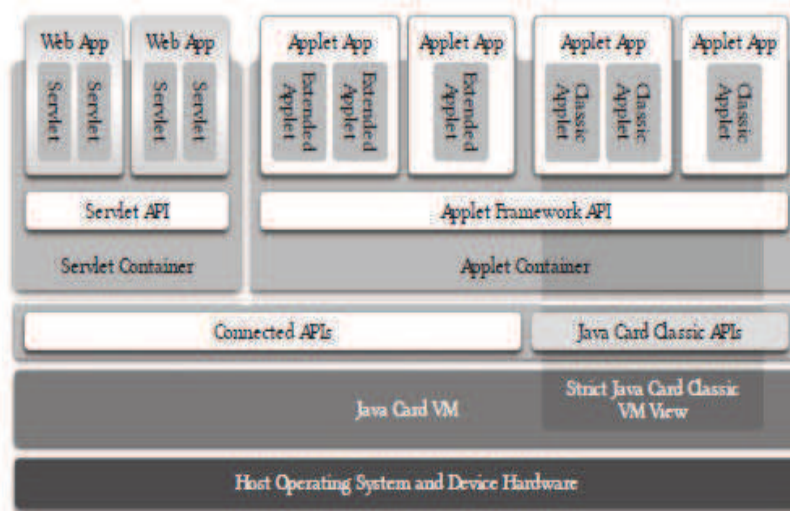 Web App Web App Applet App Applet App Applet App Applet App
Servlet Servlet Servlet Servlet Extended Applet Extended Applet Extended Applet Classic Applet Classic Applet Classic Applet
Servlet API Applet Framework API
Servlet Container Applet Container
Connected APIs Java Card Classic APIs
Java Card VM Strict Java Card Classic
VM View
Host Operating System and Device Hardware